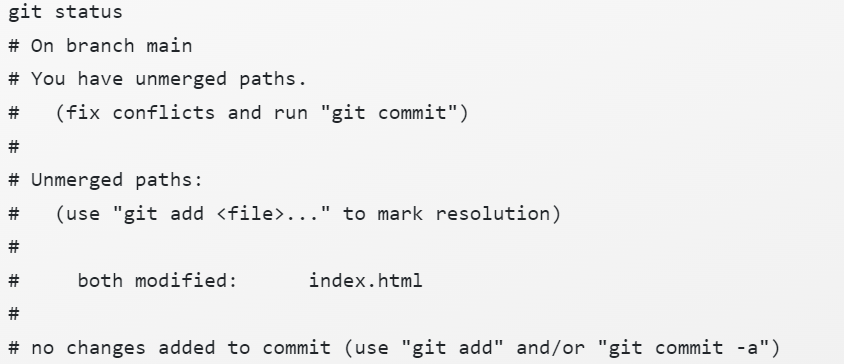 git status
# On branch main
# You have unmerged paths.
#   (fix conflicts and run "git commit")
#
# Unmerged paths:
#   (use "git add <file>..." to mark resolution)
#
#     both modified:      index.html
#
# no changes added to commit (use "git add" and/or "git commit -a")